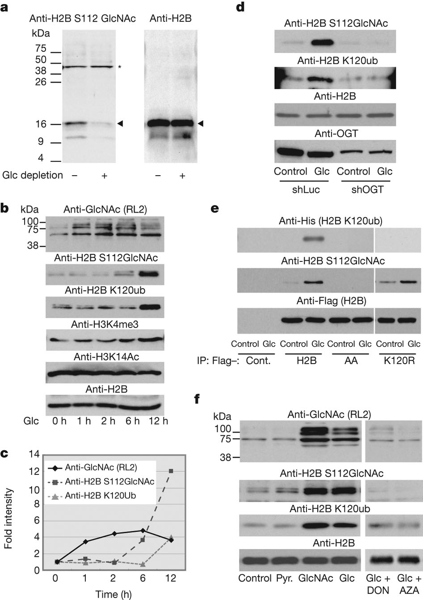 a
Anti-H2B S112 GlcNAc
Anti-H2B
kDa
75
50
38
26
*
16
9
4
Glc depletion – + – +
b
kDa
Anti-GlcNAc (RL2)
100
75
38
Anti-H2B S112GlcNAc
Anti-H2B K120ub
Anti-H3K4me3
Anti-H3K14Ac
Anti-H2B
Glc 0 h 1 h 2 h 6 h 12 h
c
Fold intensity
14
12
10
8
6
4
2
0
Anti-GlcNAc (RL2)
Anti-H2B S112GlcNAc
Anti-H2B K120Ub
0 1 2 6 12
Time (h)
d
Anti-H2B S112GlcNAc
Anti-H2B K120ub
Anti-H2B
Anti-OGT
Control Glc Control Glc
shLuc shOGT
e
Anti-His (H2B K120ub)
Anti-H2B S112GlcNAc
Anti-Flag (H2B)
Control Glc Control Glc Control Glc Control Glc
IP: Flag–: Cont. H2B AA K120R
f
kDa
Anti-GlcNAc (RL2)
100
75
38
Anti-H2B S112GlcNAc
Anti-H2B K120ub
Anti-H2B
Control Pyr. GlcNAc Glc Glc + DON Glc + AZA